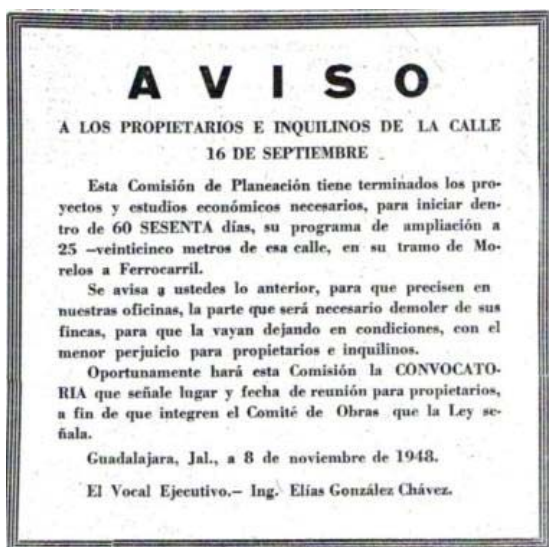 AVISO
A LOS PROPIETARIOS E INQUILINOS DE LA CALLE
16 DE SEPTIEMBRE
Esta Comisión de Planeación tiene terminados los pro-
yectos y estudios económicos necesarios, para iniciar den-
tro de 60 SESENTA días, su programa de ampliación a
25 —veinticinco metros de esa calle, en su tramo de Mo-
relos a Ferrocarril.
Se avisa a ustedes lo anterior, para que precisen en
nuestras oficinas, la parte que será necesario demoler de sus
fincas, para que la vayan dejando en condiciones, con el
menor perjuicio para propietarios e inquilinos.
Oportunamente hará esta Comisión la CONVOCATO-
RIA que señale lugar y fecha de reunión para propietarios,
a fin de que integren el Comité de Obras que la Ley se-
ñala.
Guadalajara, Jal., a 8 de noviembre de 1948.
El Vocal Ejecutivo.— Ing. Elías González Chávez.